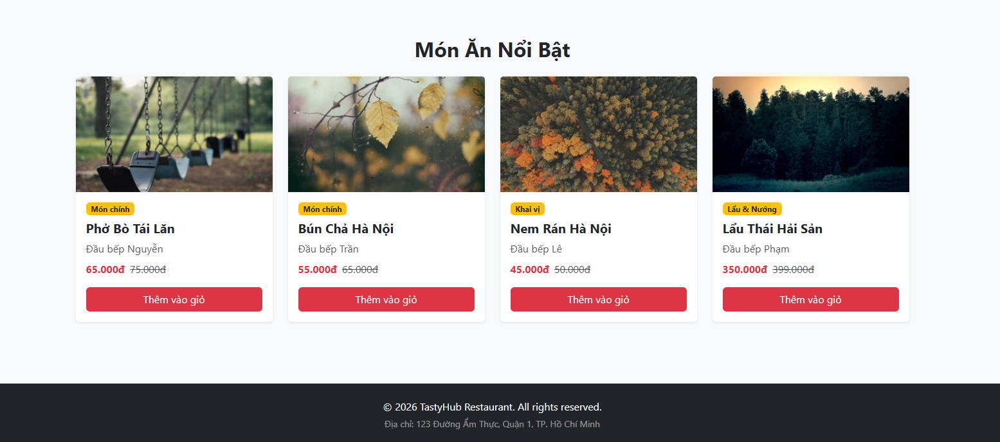 Món Ăn Nổi Bật
Món chính
Phở Bò Tái Lăn
Đầu bếp Nguyễn
65.000đ 75.000đ
Thêm vào giỏ
Món chính
Bún Chả Hà Nội
Đầu bếp Trần
55.000đ 65.000đ
Thêm vào giỏ
Khai vị
Nem Rán Hà Nội
Đầu bếp Lê
45.000đ 50.000đ
Thêm vào giỏ
Lẩu & Nướng
Lẩu Thái Hải Sản
Đầu bếp Phạm
350.000đ 399.000đ
Thêm vào giỏ
© 2026 TastyHub Restaurant. All rights reserved.
Địa chỉ: 123 Đường Ẩm Thực, Quận 1, TP. Hồ Chí Minh